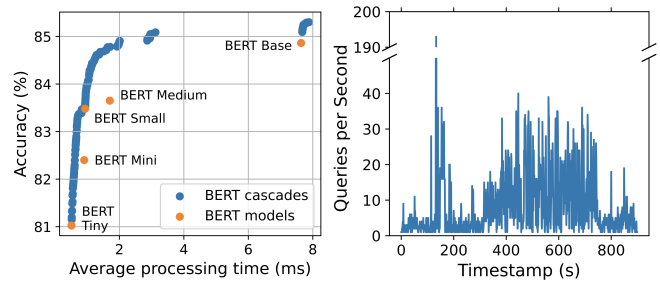 85
84
83
82
81
Accuracy (%)
BERT Base
BERT Medium
BERT Small
BERT Mini
BERT
Tiny
BERT cascades
BERT models
2
4
6
8
Average processing time (ms)
200
190
40
30
20
10
0
Queries per Second
0
200
400
600
800
Timestamp (s)